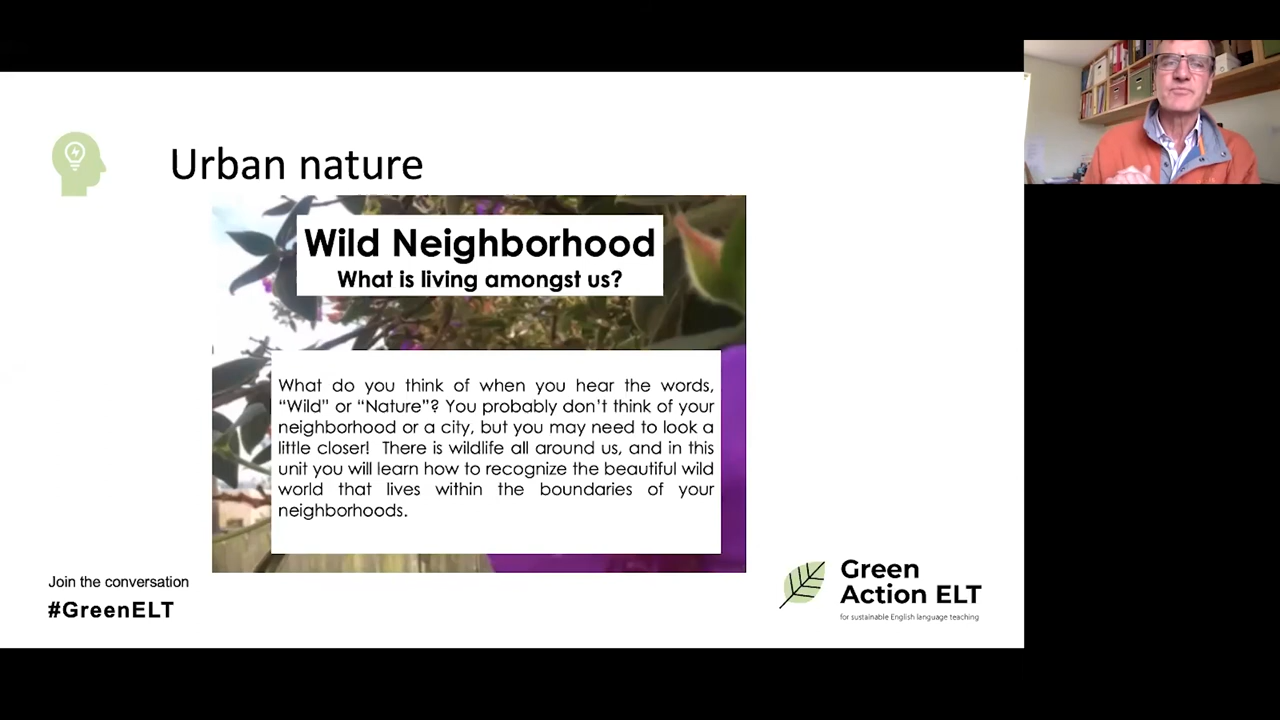 Urban nature
Wild Neighborhood
What is living amongst us?
What do you think of when you hear the words,
“Wild” or “Nature”? You probably don’t think of your
neighborhood or a city, but you may need to look a
little closer! There is wildlife all around us, and in this
unit you will learn how to recognize the beautiful wild
world that lives within the boundaries of your
neighborhoods.
Join the conversation
#GreenELT
Green
Action ELT
for sustainable English language teaching